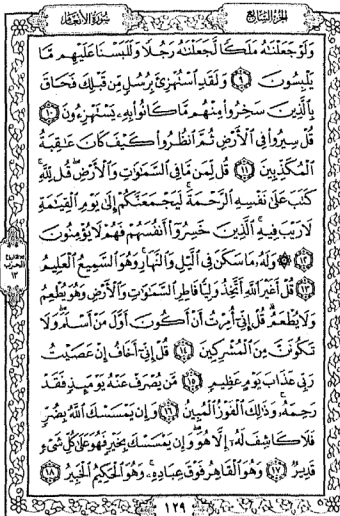 الجزء السابع
سورة الأنعام
وَلَوْ جَعَلْنَٰهُ مَلَكًا لَّجَعَلْنَٰهُ رَجُلًا وَلَلَبَسْنَا عَلَيْهِم مَّا
يَلْبِسُونَ ٩ وَلَقَدِ ٱسْتُهْزِئَ بِرُسُلٍ مِّن قَبْلِكَ فَحَاقَ
بِٱلَّذِينَ سَخِرُوا۟ مِنْهُم مَّا كَانُوا۟ بِهِۦ يَسْتَهْزِءُونَ ١٠
قُلْ سِيرُوا۟ فِى ٱلْأَرْضِ ثُمَّ ٱنظُرُوا۟ كَيْفَ كَانَ عَٰقِبَةُ
ٱلْمُكَذِّبِينَ ١١ قُل لِّمَن مَّا فِى ٱلسَّمَٰوَٰتِ وَٱلْأَرْضِ قُل لِّلَّهِ
كَتَبَ عَلَىٰ نَفْسِهِ ٱلرَّحْمَةَ لَيَجْمَعَنَّكُمْ إِلَىٰ يَوْمِ ٱلْقِيَٰمَةِ
لَا رَيْبَ فِيهِ ٱلَّذِينَ خَسِرُوٓا۟ أَنفُسَهُمْ فَهُمْ لَا يُؤْمِنُونَ
١٢ ۞ وَلَهُۥ مَا سَكَنَ فِى ٱلَّيْلِ وَٱلنَّهَارِ وَهُوَ ٱلسَّمِيعُ ٱلْعَلِيمُ
١٣ قُلْ أَغَيْرَ ٱللَّهِ أَتَّخِذُ وَلِيًّا فَاطِرِ ٱلسَّمَٰوَٰتِ وَٱلْأَرْضِ وَهُوَ يُطْعِمُ
وَلَا يُطْعَمُ قُلْ إِنِّىٓ أُمِرْتُ أَنْ أَكُونَ أَوَّلَ مَنْ أَسْلَمَ وَلَا
تَكُونَنَّ مِنَ ٱلْمُشْرِكِينَ ١٤ قُلْ إِنِّىٓ أَخَافُ إِنْ عَصَيْتُ
رَبِّى عَذَابَ يَوْمٍ عَظِيمٍ ١٥ مَّن يُصْرَفْ عَنْهُ يَوْمَئِذٍ فَقَدْ
رَحِمَهُۥ وَذَٰلِكَ ٱلْفَوْزُ ٱلْمُبِينُ ١٦ وَإِن يَمْسَسْكَ ٱللَّهُ بِضُرٍّ
فَلَا كَاشِفَ لَهُۥٓ إِلَّا هُوَ وَإِن يَمْسَسْكَ بِخَيْرٍ فَهُوَ عَلَىٰ كُلِّ شَىْءٍ
قَدِيرٌ ١٧ وَهُوَ ٱلْقَاهِرُ فَوْقَ عِبَادِهِۦ وَهُوَ ٱلْحَكِيمُ ٱلْخَبِيرُ ١٨
الحزب
١٣
١٢٩